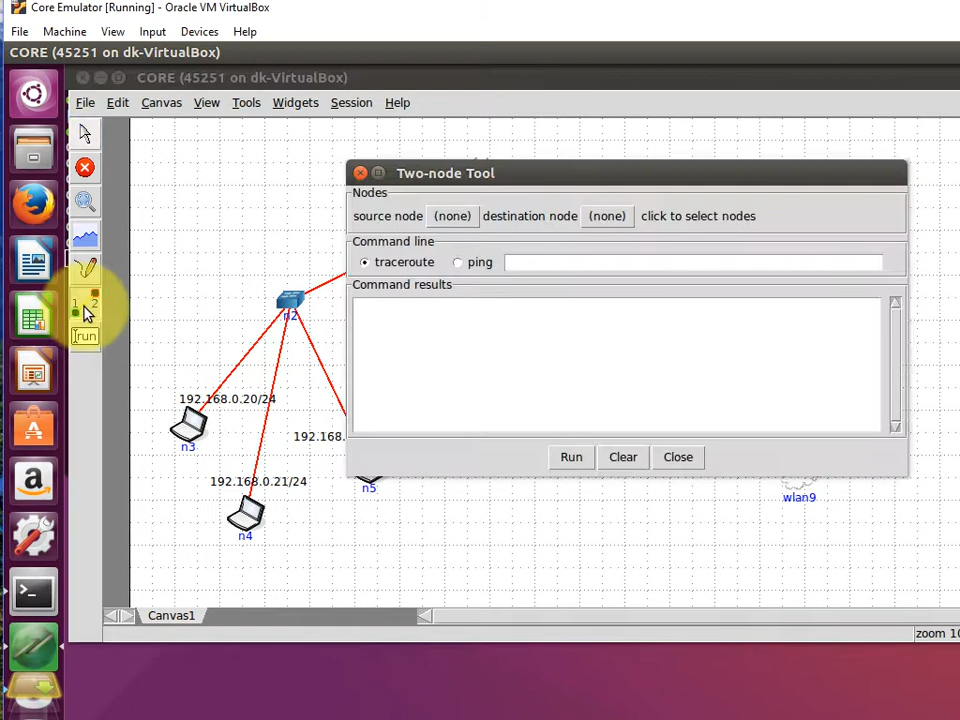 Core Emulator [Running] - Oracle VM VirtualBox
File Machine View Input Devices Help
CORE (45251 on dk-VirtualBox)
CORE (45251 on dk-VirtualBox)
File Edit Canvas View Tools Widgets Session Help
Two-node Tool
Nodes
source node (none) destination node (none) click to select nodes
Command line
traceroute ping
Command results
1 2
run
n2
192.168.0.20/24
n3
192.168.
192.168.0.21/24
n4
n5
Run Clear Close
wlan9
Canvas1
zoom 10